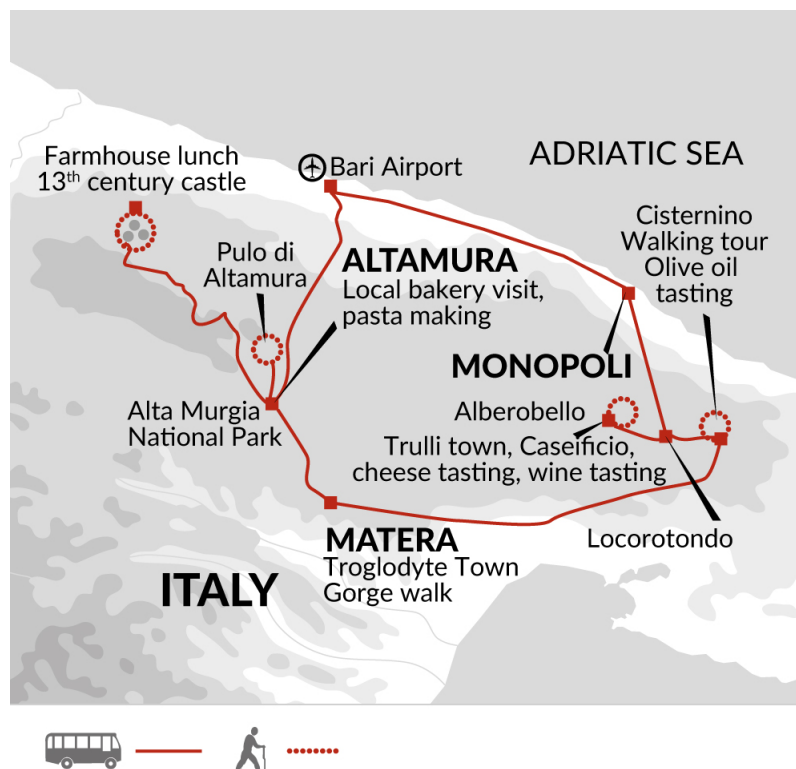 ADRIATIC SEA
Farmhouse lunch
13th century castle
Bari Airport
Cisternino
Walking tour
Olive oil
tasting
Pulo di
Altamura
ALTAMURA
Local bakery visit,
pasta making
MONOPOLI
Alta Murgia
National Park
Alberobello
Trulli town, Caseificio,
cheese tasting, wine tasting
Locorotondo
MATERA
Troglodyte Town
Gorge walk
ITALY